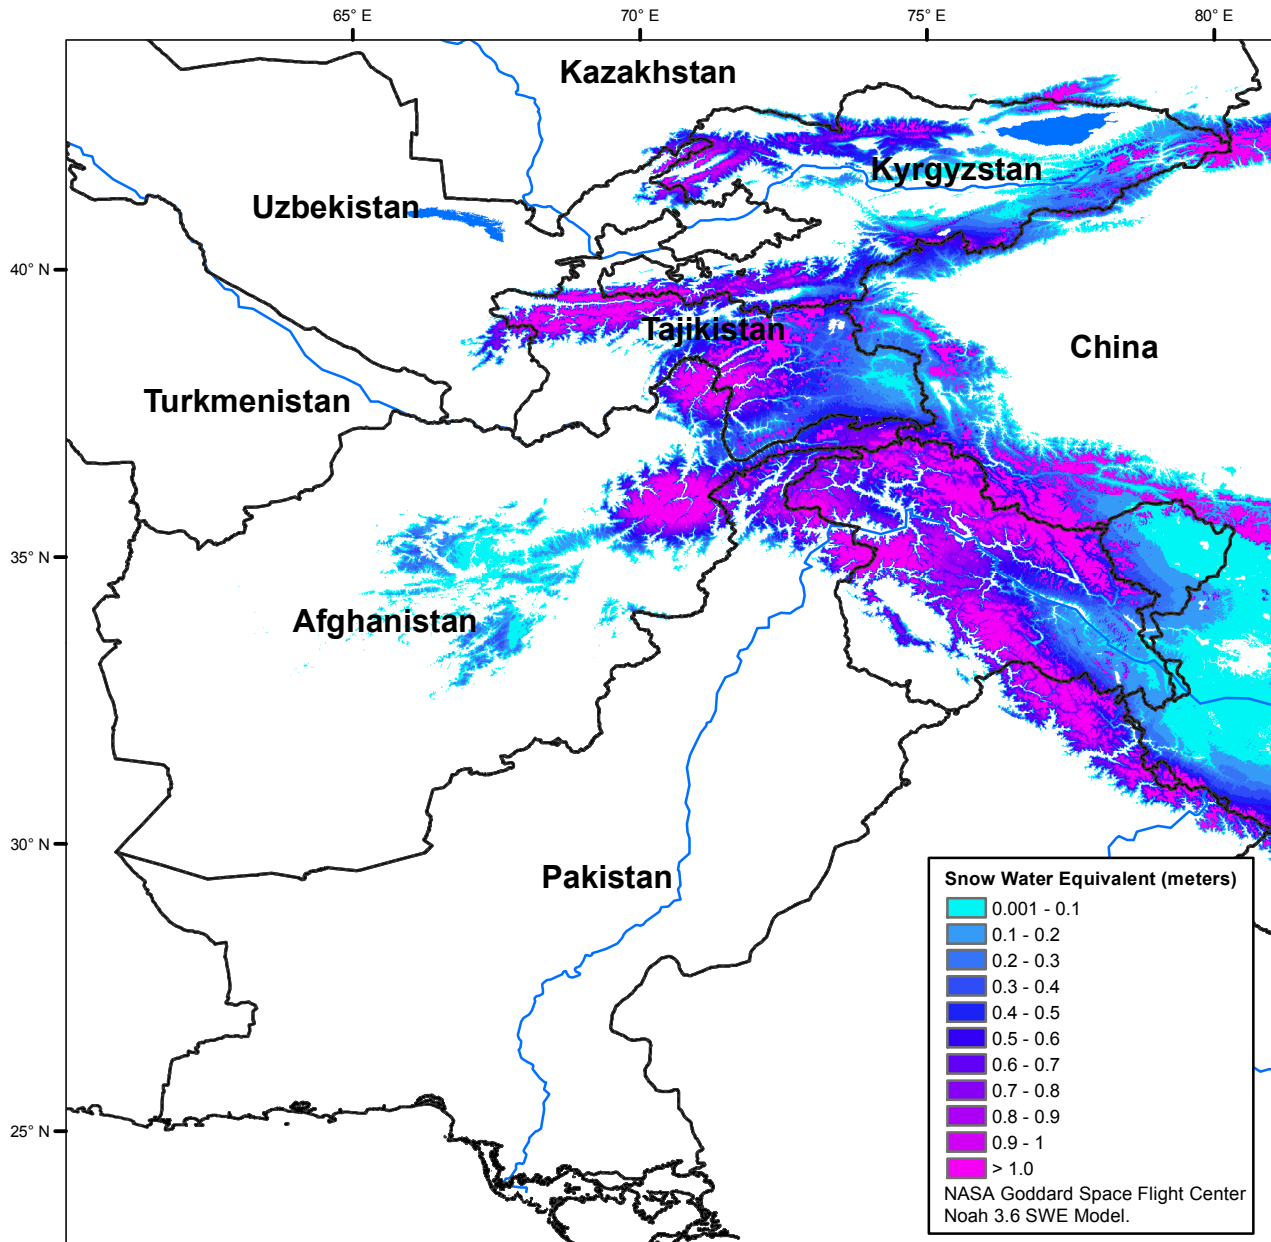 65° E
70° E
75° E
80° E
Kazakhstan
Kyrgyzstan
Uzbekistan
40° N
Tajikistan
China
Turkmenistan
35° N
Afghanistan
30° N
Pakistan
25° N
Snow Water Equivalent (meters)
0.001 - 0.1
0.1 - 0.2
0.2 - 0.3
0.3 - 0.4
0.4 - 0.5
0.5 - 0.6
0.6 - 0.7
0.7 - 0.8
0.8 - 0.9
0.9 - 1
> 1.0
NASA Goddard Space Flight Center
Noah 3.6 SWE Model.